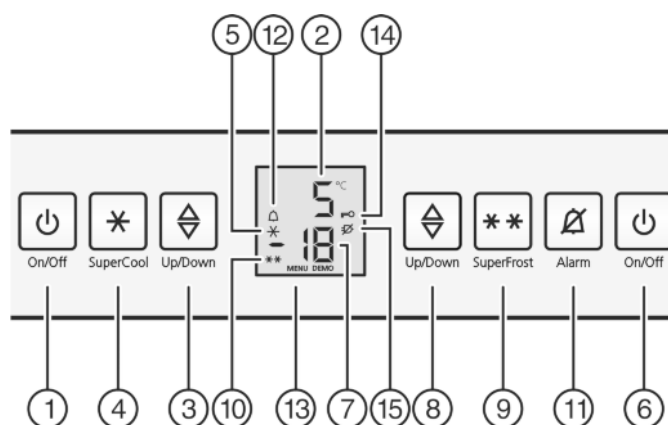 5 12 2 14
5 °C
-18
MENU DEMO
On/Off SuperCool Up/Down Up/Down SuperFrost Alarm On/Off
1 4 3 10 13 7 15 8 9 11 6